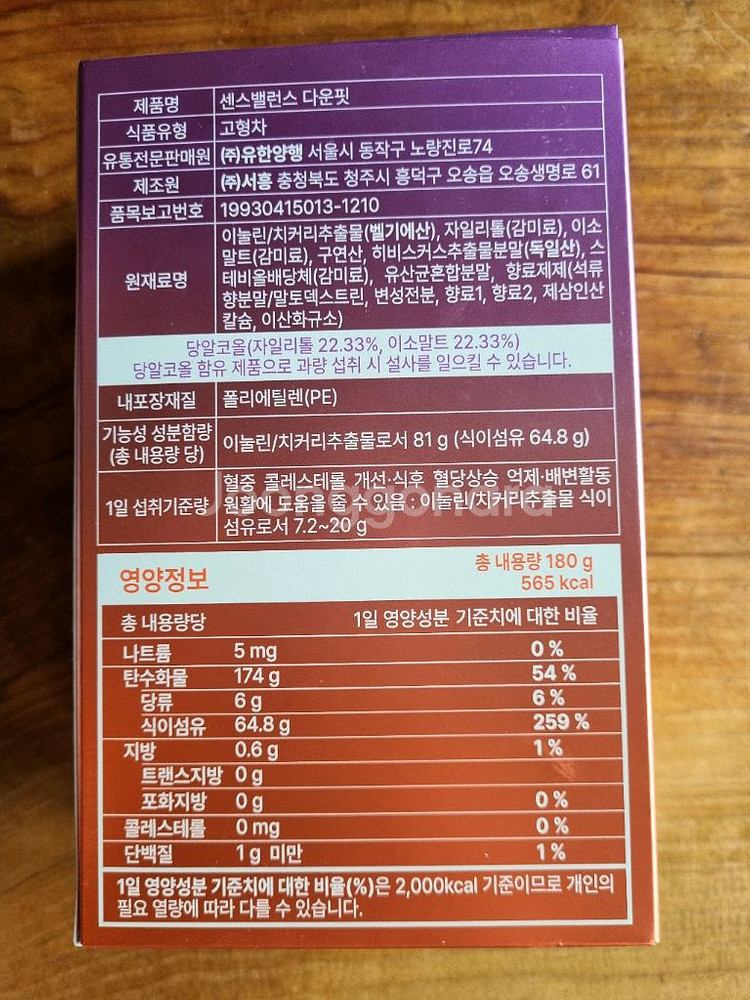 제품명 센스밸런스 다운핏
식품유형 고형차
유통전문판매원 (주)유한양행 서울시 동작구 노량진로74
제조원 (주)서흥 충청북도 청주시 흥덕구 오송읍 오송생명로 61
품목보고번호 19930415013-1210
원재료명
이눌린/치커리추출물(벨기에산), 자일리톨(감미료), 이소
말트(감미료), 구연산, 히비스커스추출물분말(독일산), 스
테비올배당체(감미료), 유산균혼합분말, 향료제제(석류
향분말/말토덱스트린, 변성전분, 향료1, 향료2, 제삼인산
칼슘, 이산화규소)
당알코올(자일리톨 22.33%, 이소말트 22.33%)
당알코올 함유 제품으로 과량 섭취 시 설사를 일으킬 수 있습니다.
내포장재질 폴리에틸렌(PE)
기능성 성분함량
(총 내용량 당)
이눌린/치커리추출물로서 81 g (식이섬유 64.8 g)
1일 섭취기준량
혈중 콜레스테롤 개선·식후 혈당상승 억제·배변활동
원활에 도움을 줄 수 있음 : 이눌린/치커리추출물 식이
섬유로서 7.2~20 g
영양정보
총 내용량 180 g
565 kcal
총 내용량당 1일 영양성분 기준치에 대한 비율
나트륨 5 mg 0 %
탄수화물 174 g 54 %
당류 6 g 6 %
식이섬유 64.8 g 259 %
지방 0.6 g 1 %
트랜스지방 0 g
포화지방 0 g 0 %
콜레스테롤 0 mg 0 %
단백질 1 g 미만 1 %
1일 영양성분 기준치에 대한 비율(%)은 2,000kcal 기준이므로 개인의
필요 열량에 따라 다를 수 있습니다.